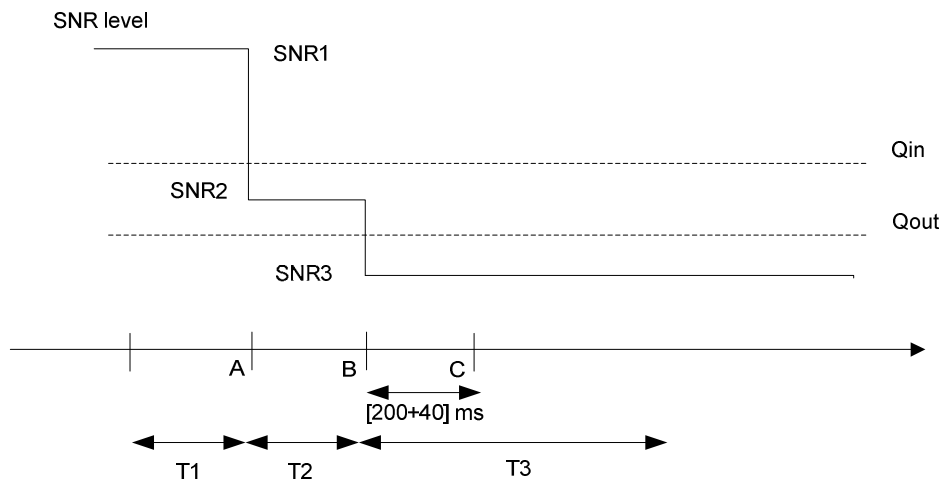 SNR level
SNR1
Qin
SNR2
Qout
SNR3
A
B
C
[200+40] ms
T1
T2
T3